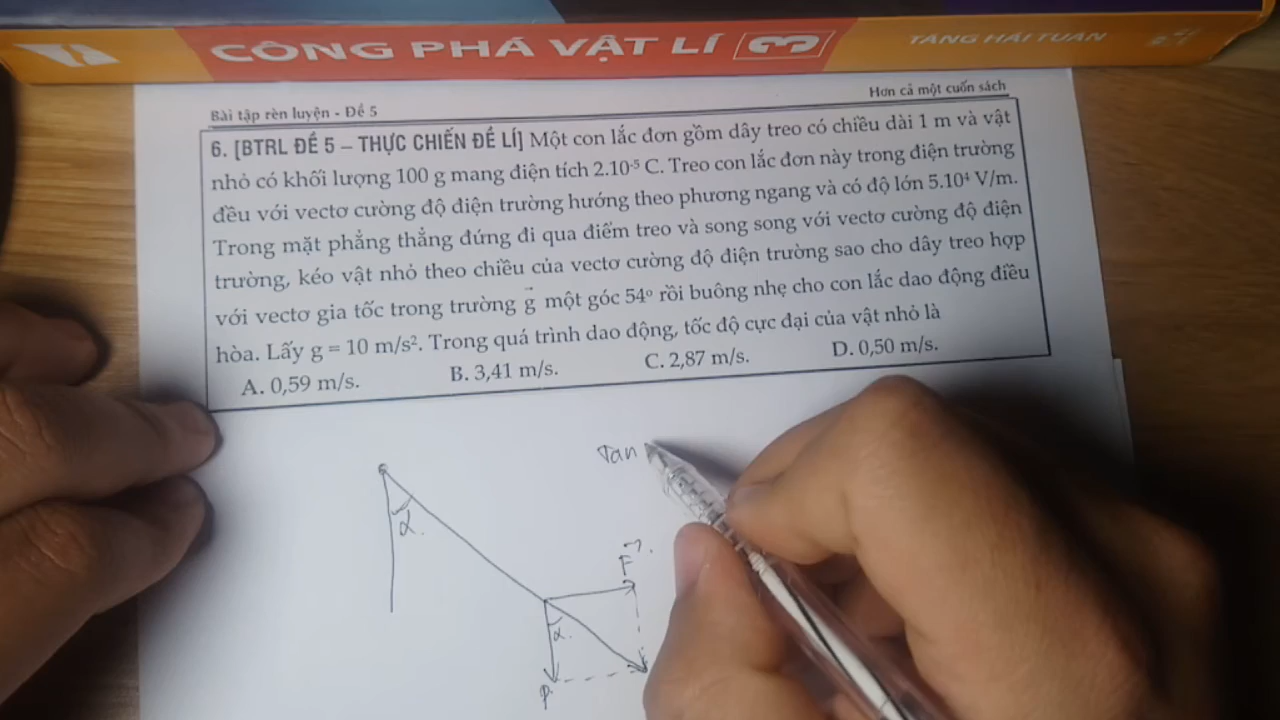 CÔNG PHÁ VẬT LÍ 3 TĂNG HẢI TUÂN
Bài tập rèn luyện - Đề 5 Hơn cả một cuốn sách
6. [BTRL ĐỀ 5 – THỰC CHIẾN ĐỀ LÍ] Một con lắc đơn gồm dây treo có chiều dài 1 m và vật
nhỏ có khối lượng 100 g mang điện tích 2.10⁻⁵ C. Treo con lắc đơn này trong điện trường
đều với vectơ cường độ điện trường hướng theo phương ngang và có độ lớn 5.10⁴ V/m.
Trong mặt phẳng thẳng đứng đi qua điểm treo và song song với vectơ cường độ điện
trường, kéo vật nhỏ theo chiều của vectơ cường độ điện trường sao cho dây treo hợp
với vectơ gia tốc trong trường g⃗ một góc 54° rồi buông nhẹ cho con lắc dao động điều
hòa. Lấy g = 10 m/s². Trong quá trình dao động, tốc độ cực đại của vật nhỏ là
A. 0,59 m/s. B. 3,41 m/s. C. 2,87 m/s. D. 0,50 m/s.
Tan
α.
F⃗.
α.
P.